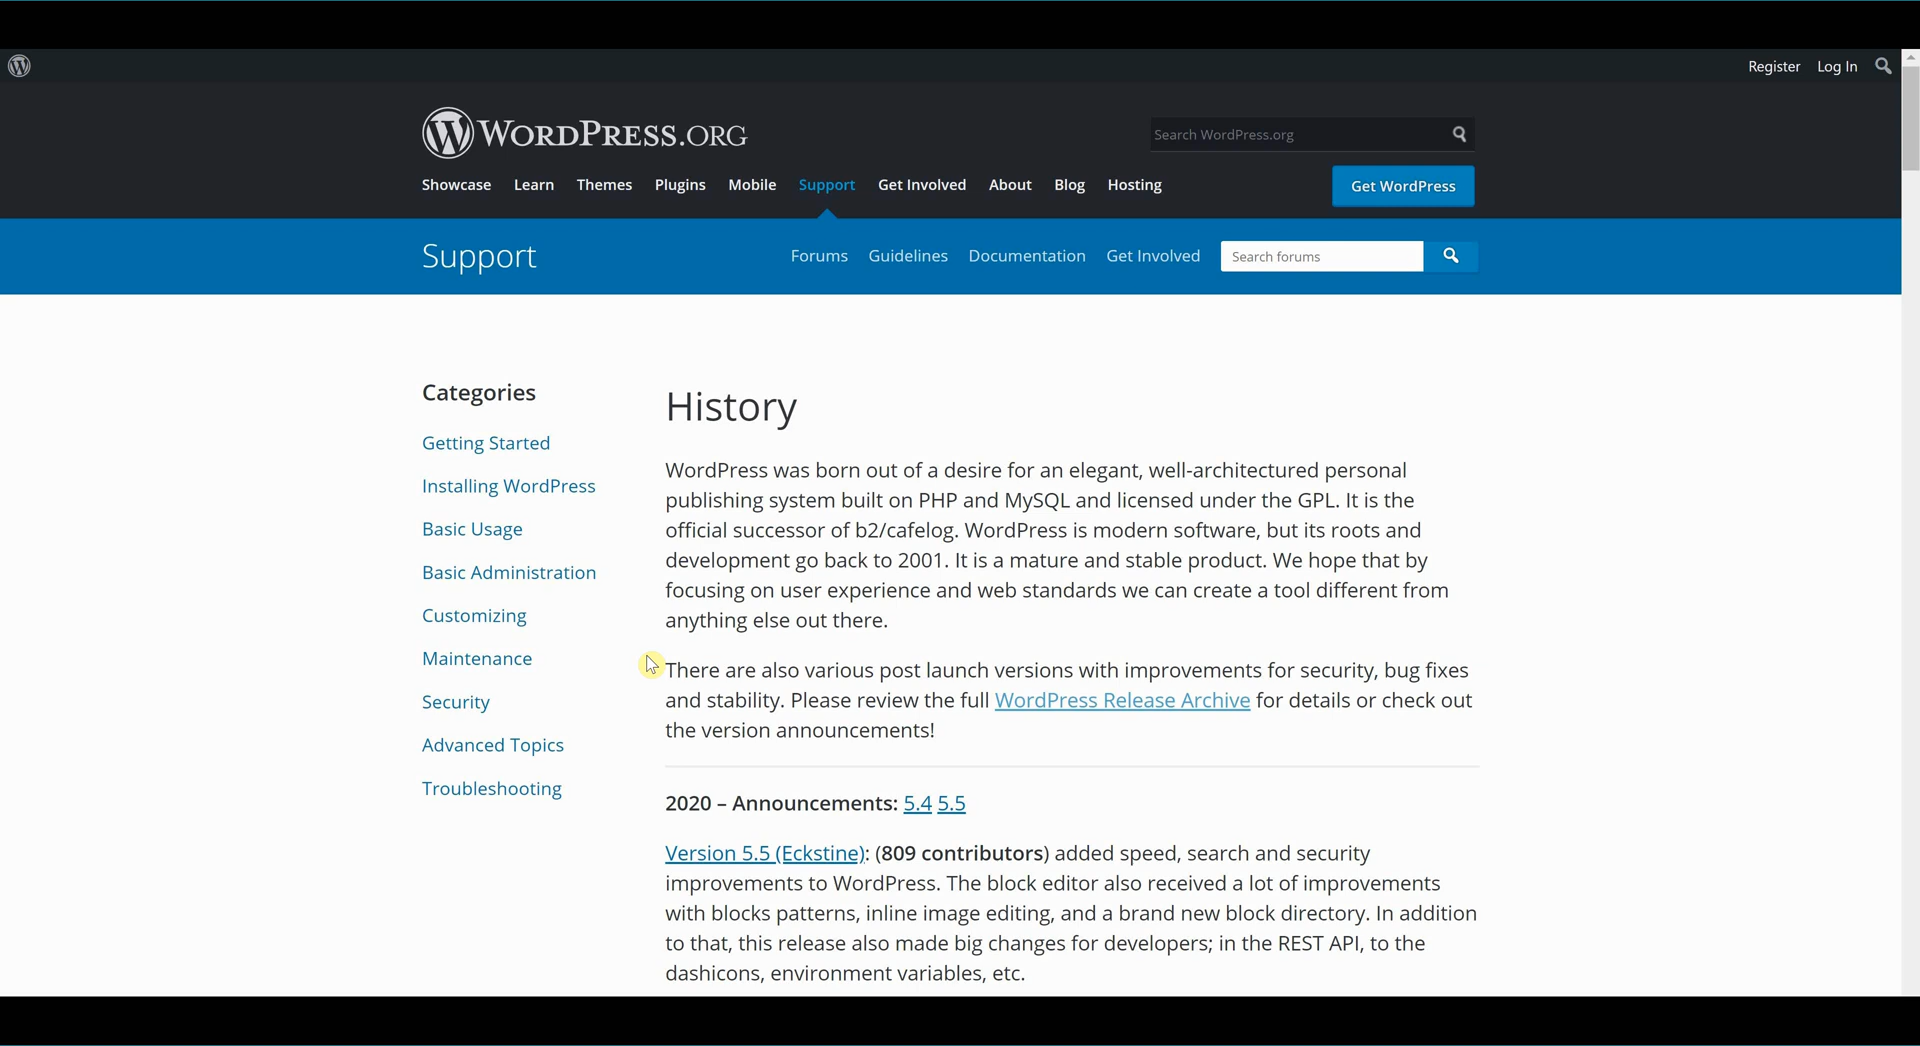 Register Log In
WORDPRESS.ORG
Search WordPress.org
Showcase Learn Themes Plugins Mobile Support Get Involved About Blog Hosting
Get WordPress
Support
Forums Guidelines Documentation Get Involved
Search forums
Categories
Getting Started
Installing WordPress
Basic Usage
Basic Administration
Customizing
Maintenance
Security
Advanced Topics
Troubleshooting
History
WordPress was born out of a desire for an elegant, well-architectured personal
publishing system built on PHP and MySQL and licensed under the GPL. It is the
official successor of b2/cafelog. WordPress is modern software, but its roots and
development go back to 2001. It is a mature and stable product. We hope that by
focusing on user experience and web standards we can create a tool different from
anything else out there.
There are also various post launch versions with improvements for security, bug fixes
and stability. Please review the full WordPress Release Archive for details or check out
the version announcements!
2020 – Announcements: 5.4 5.5
Version 5.5 (Eckstine): (809 contributors) added speed, search and security
improvements to WordPress. The block editor also received a lot of improvements
with blocks patterns, inline image editing, and a brand new block directory. In addition
to that, this release also made big changes for developers; in the REST API, to the
dashicons, environment variables, etc.